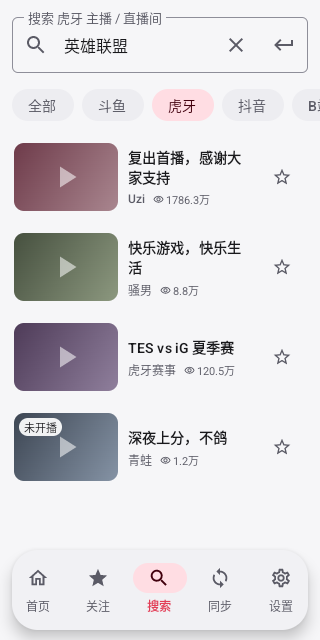 搜索 虎牙 主播 / 直播间
英雄联盟
全部
斗鱼
虎牙
抖音
复出首播，感谢大
家支持
Uzi 1786.3万
快乐游戏，快乐生
活
骚男 8.8万
TES vs iG 夏季赛
虎牙赛事 120.5万
未开播
深夜上分，不鸽
青蛙 1.2万
首页
关注
搜索
同步
设置